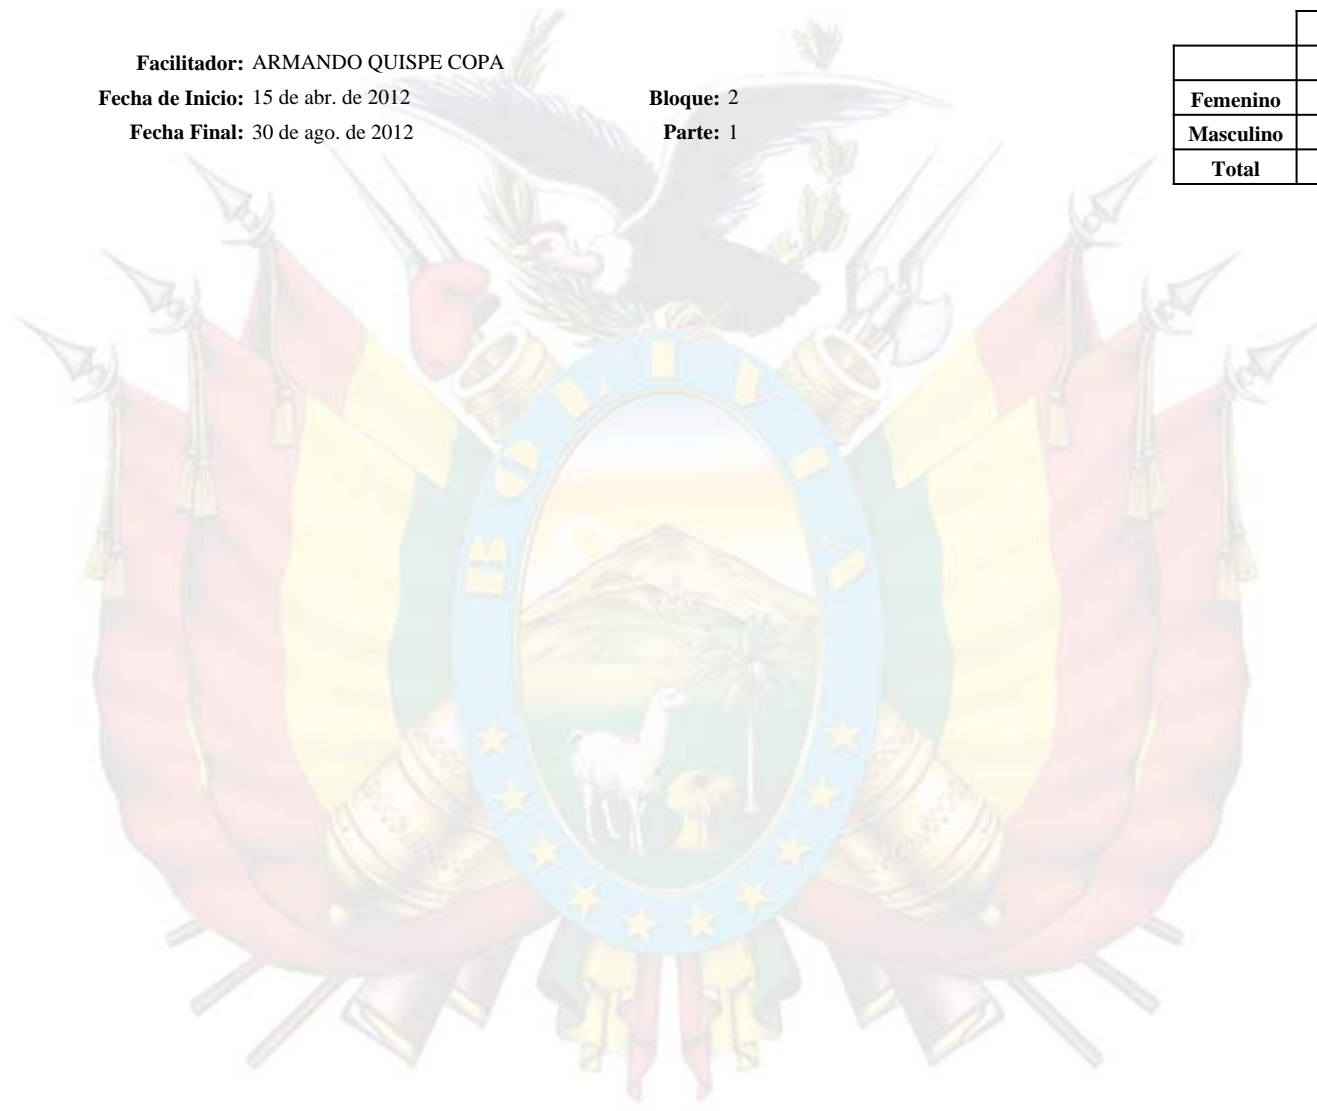 Facilitador: ARMANDO QUISPE COPA
Fecha de Inicio: 15 de abr. de 2012 Bloque: 2
Fecha Final: 30 de ago. de 2012 Parte: 1
Femenino
Masculino
Total
BOLIVIA